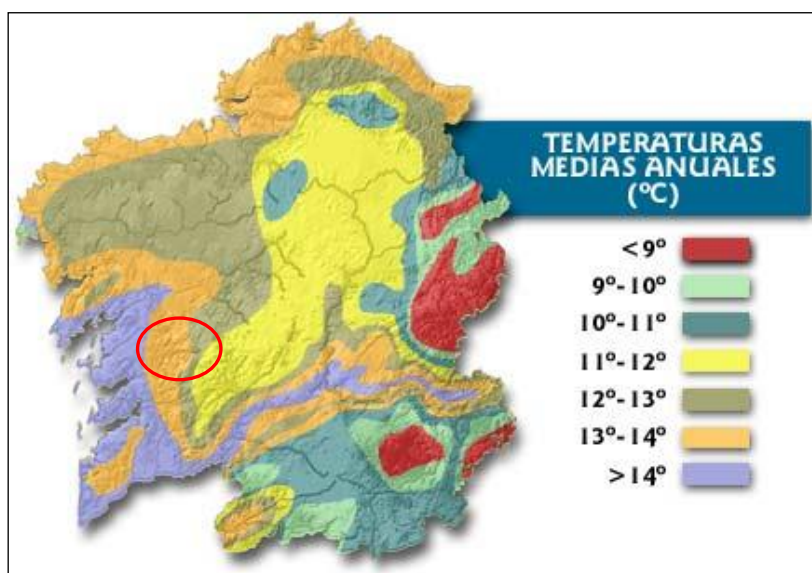 TEMPERATURAS
MEDIAS ANUALES
(ºC)
<9º
9º-10º
10º-11º
11º-12º
12º-13º
13º-14º
>14º